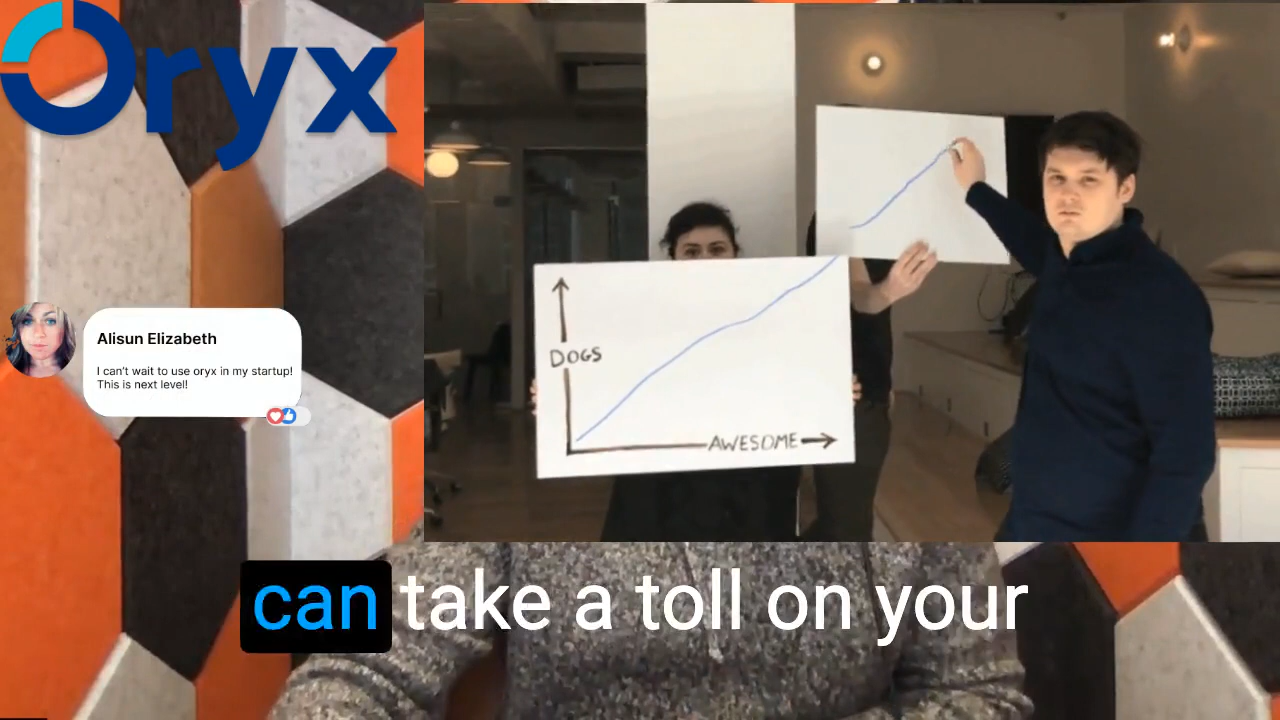 Oryx
Alisun Elizabeth
I can't wait to use oryx in my startup!
This is next level!
DOGS
AWESOME
can take a toll on your